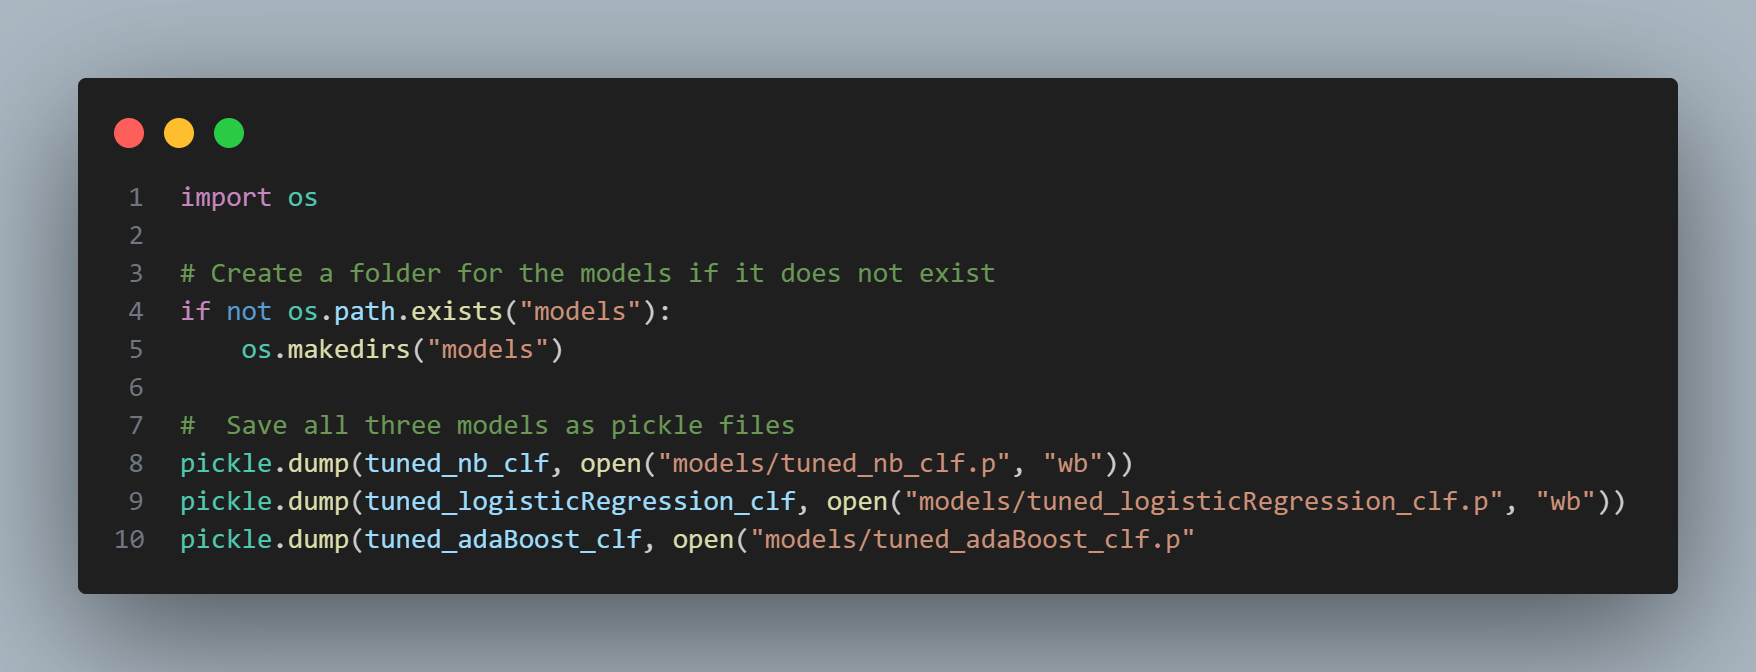 1 import os
2
3 # Create a folder for the models if it does not exist
4 if not os.path.exists("models"):
5     os.makedirs("models")
6
7 #  Save all three models as pickle files
8 pickle.dump(tuned_nb_clf, open("models/tuned_nb_clf.p", "wb"))
9 pickle.dump(tuned_logisticRegression_clf, open("models/tuned_logisticRegression_clf.p", "wb"))
10 pickle.dump(tuned_adaBoost_clf, open("models/tuned_adaBoost_clf.p"